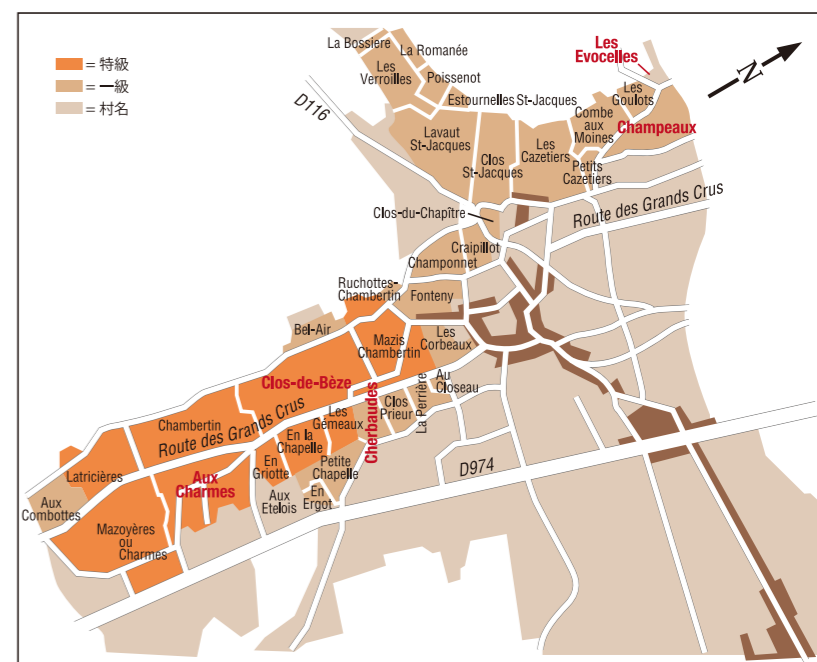 = 特級
= 一級
= 村名
La Bossiere
La Romanée
Les
Verroilles
Poissenot
Les
Evocelles
N
D116
Estournelles St-Jacques
Les
Goulots
Combe
aux
Moines
Champeaux
Lavaut
St-Jacques
Clos
St-Jacques
Les
Cazetiers
Petits
Cazetiers
Clos-du-Chapître
Route des Grands Crus
Craipillot
Champonnet
Ruchottes-
Chambertin
Fonteny
Bel-Air
Mazis
Chambertin
Les
Corbeaux
Clos-de-Bèze
Cherbaudes
Au
Closeau
La Perrière
Clos
Prieur
Chambertin
Route des Grands Crus
Les
Gémeaux
En la
Chapelle
Petite
Chapelle
En
Griotte
D974
Latricières
Aux
Charmes
Aux
Combottes
Aux
Etelois
En
Ergot
Mazoyères
ou
Charmes